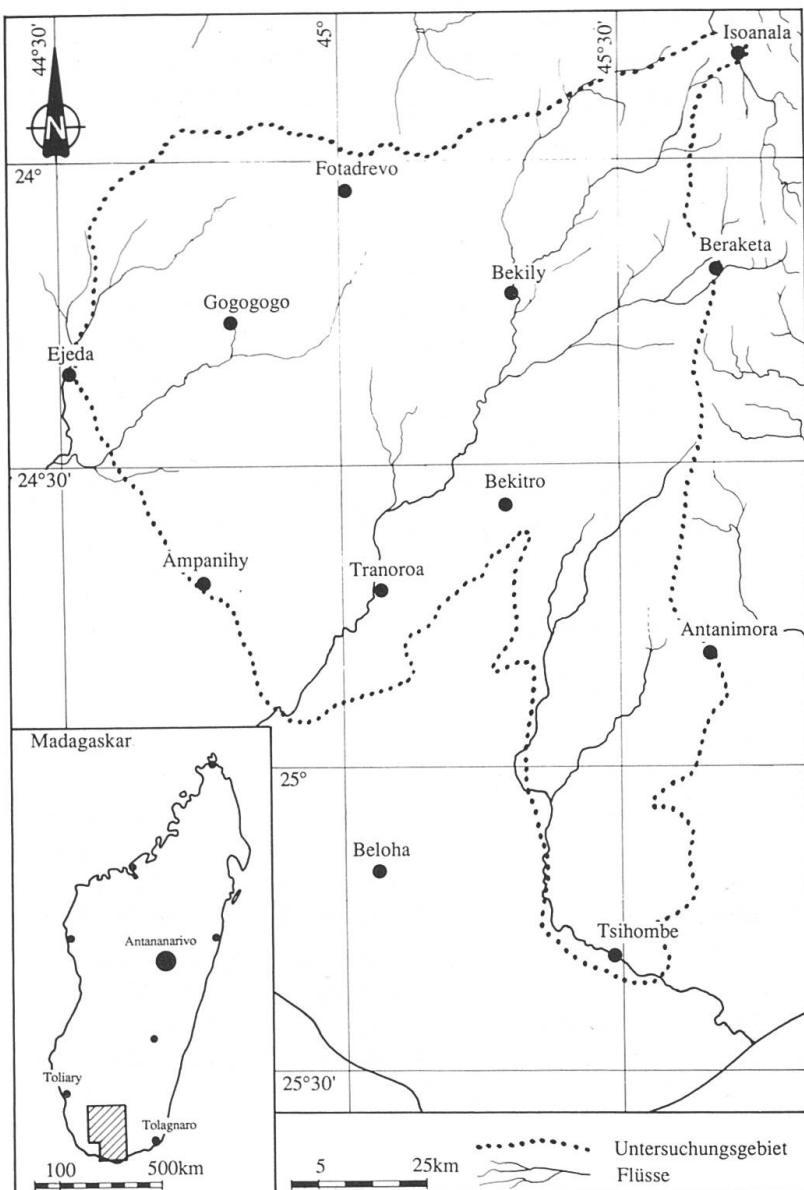 44°30'
45°
45°30'
Isoanala
N
24°
Fotadrevo
Beraketa
Bekily
Gogogogo
Ejeda
24°30'
Bekitro
Ampanihy
Tranoroa
Antanimora
Madagaskar
25°
Beloha
Antananarivo
Tsihombe
25°30'
Toliary
Tolagnaro
Untersuchungsgebiet
100 500km
5 25km
Flüsse